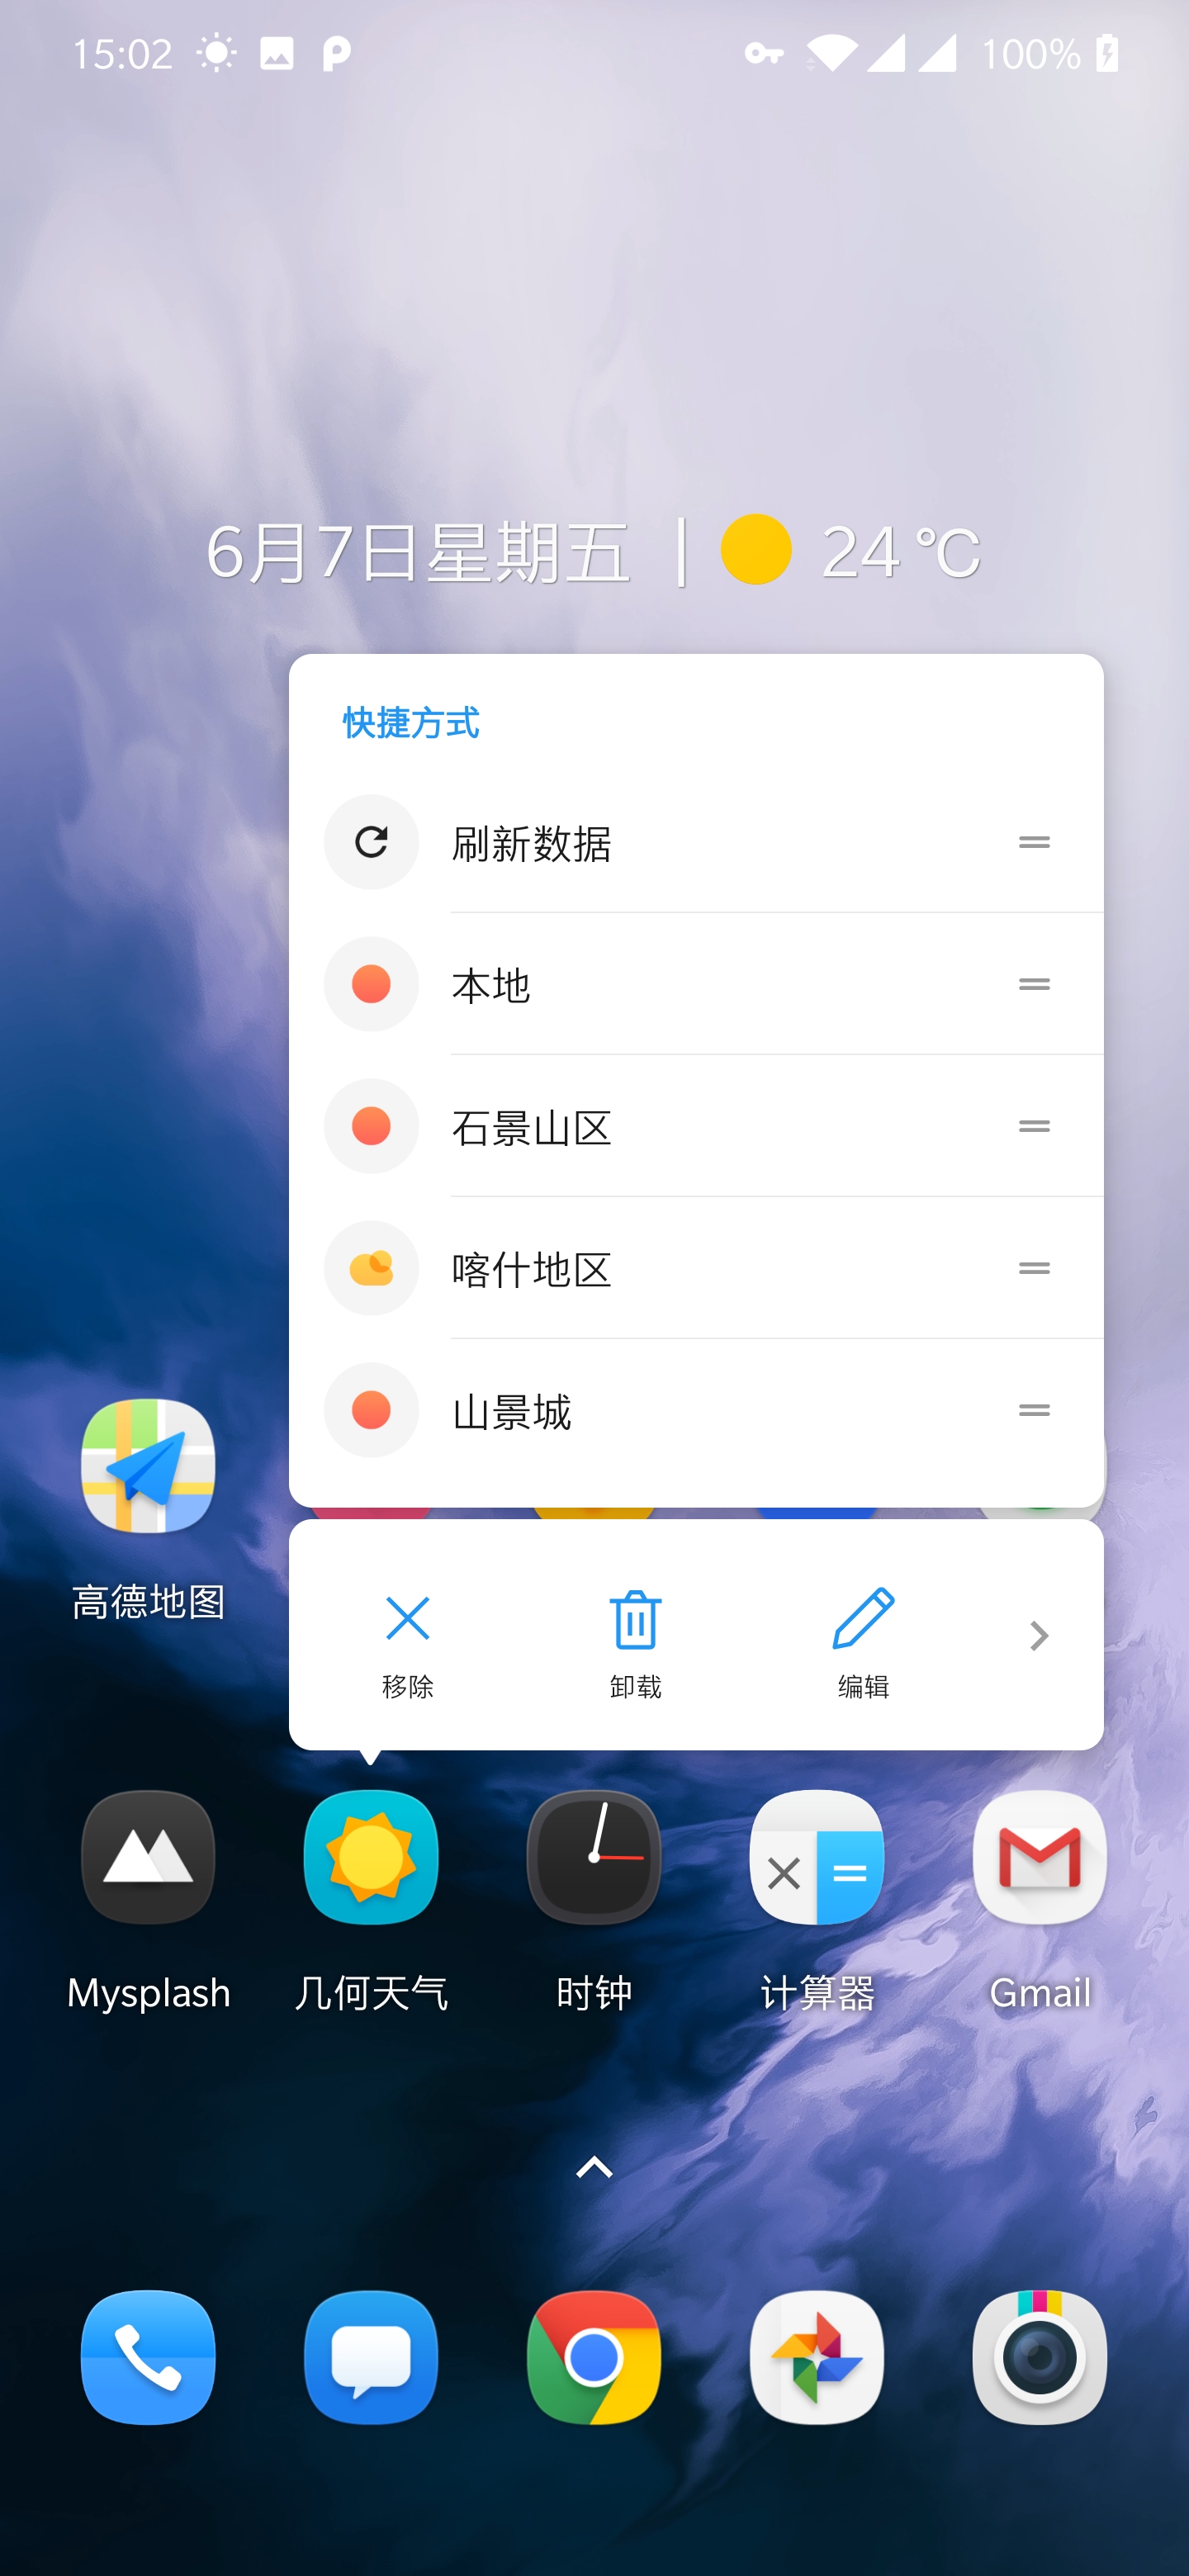 15:02 100%
6月7日星期五 | 24 ℃
快捷方式
刷新数据
本地
石景山区
喀什地区
山景城
高德地图
移除 卸载 编辑
Mysplash 几何天气 时钟 计算器 Gmail